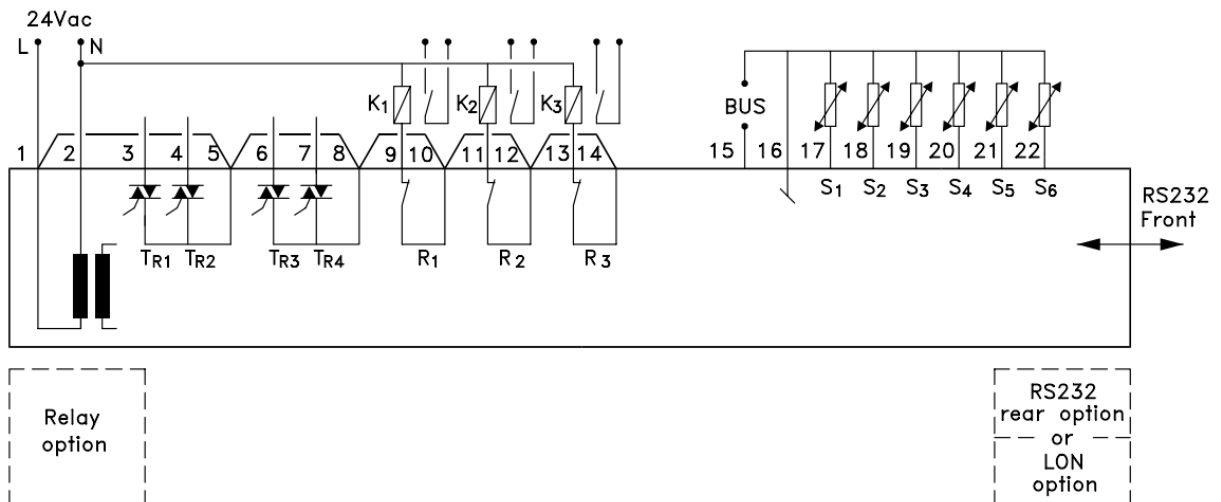 24Vac
L N
K1 K2 K3
BUS
1 2 3 4 5 6 7 8 9 10 11 12 13 14 15 16 17 18 19 20 21 22
S1 S2 S3 S4 S5 S6
TR1 TR2 TR3 TR4 R1 R2 R3
RS232
Front
Relay
option
RS232
rear option
or
LON
option